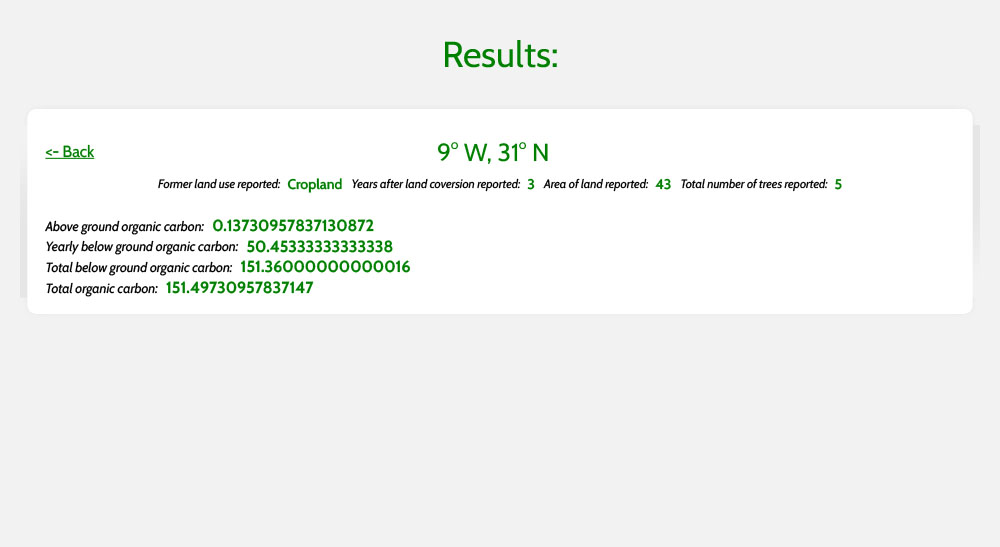 Results:
<- Back
9° W, 31° N
Former land use reported: Cropland Years after land coversion reported: 3 Area of land reported: 43 Total number of trees reported: 5
Above ground organic carbon: 0.13730957837130872
Yearly below ground organic carbon: 50.45333333333338
Total below ground organic carbon: 151.36000000000016
Total organic carbon: 151.49730957837147